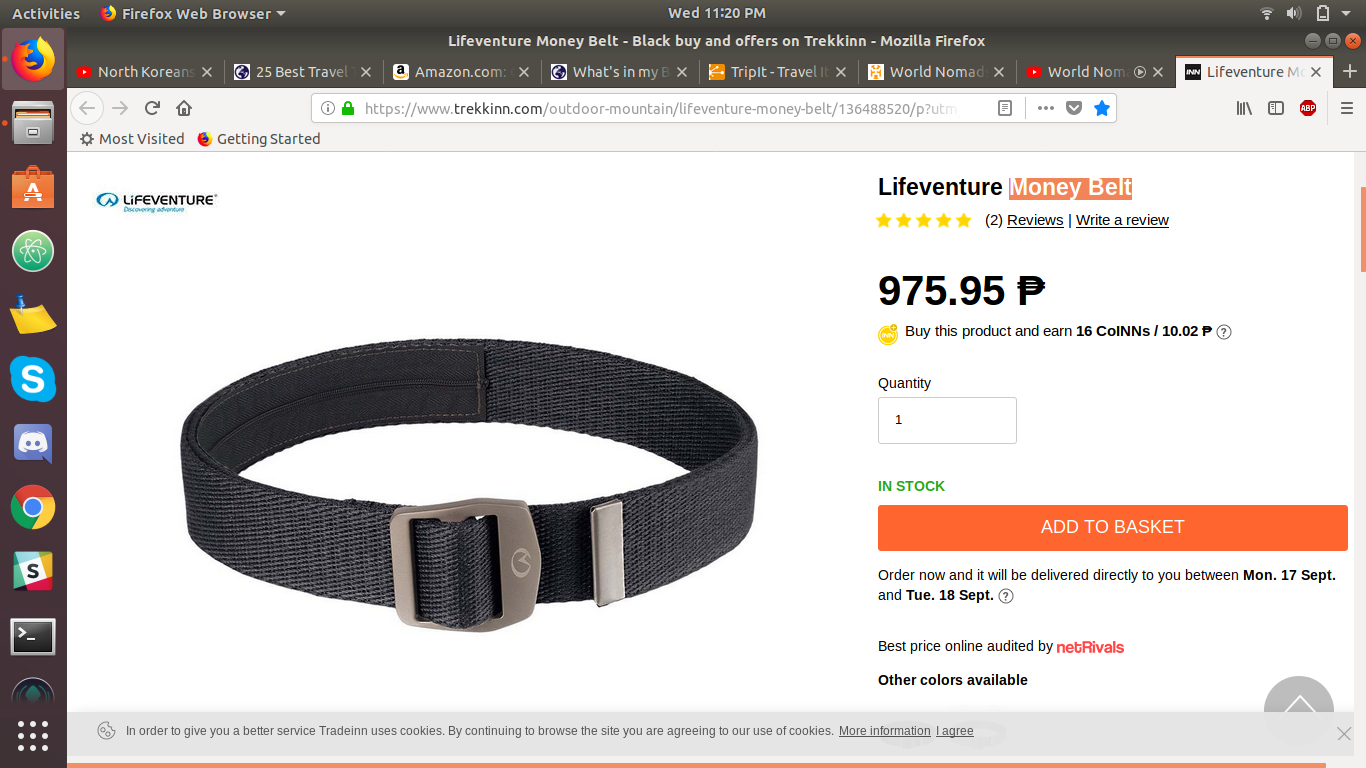 Activities
Firefox Web Browser
Wed 11:20 PM
Lifeventure Money Belt - Black buy and offers on Trekkinn - Mozilla Firefox
North Koreans
25 Best Travel
Amazon.com:
What's in my B
TripIt - Travel It
World Nomad
World Nom
INN Lifeventure M
https://www.trekkinn.com/outdoor-mountain/lifeventure-money-belt/136488520/p?utm
ABP
Most Visited
Getting Started
LIFEVENTURE
Discovering adventure
Lifeventure Money Belt
(2) Reviews | Write a review
975.95 ₱
INN Buy this product and earn 16 CoINNs / 10.02 ₱ ?
Quantity
1
IN STOCK
ADD TO BASKET
Order now and it will be delivered directly to you between Mon. 17 Sept.
and Tue. 18 Sept. ?
Best price online audited by netRivals
Other colors available
In order to give you a better service Tradeinn uses cookies. By continuing to browse the site you are agreeing to our use of cookies. More information I agree